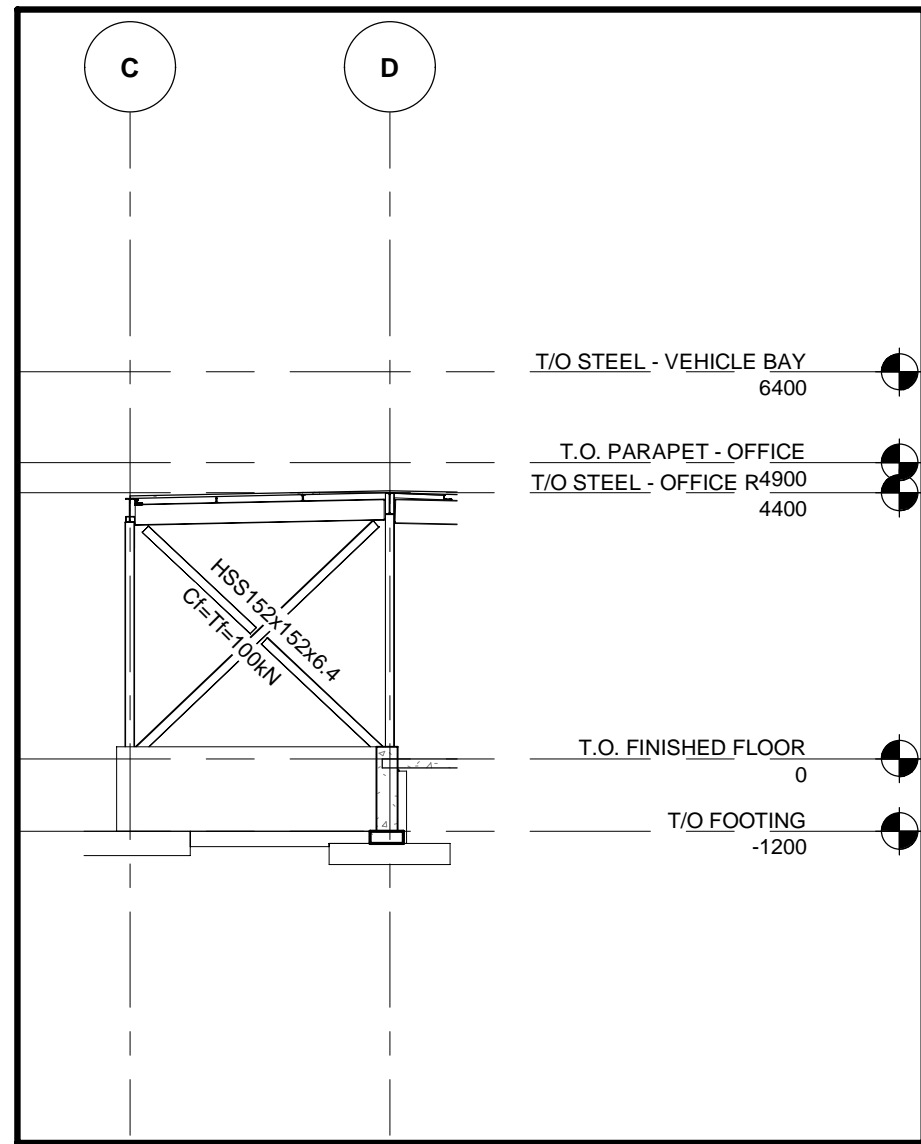 C
D
T/O STEEL - VEHICLE BAY
6400
T.O. PARAPET - OFFICE
4900
T/O STEEL - OFFICE R
4400
HSS152x152x6.4
Cf=Tf=100kN
T.O. FINISHED FLOOR
0
T/O FOOTING
-1200